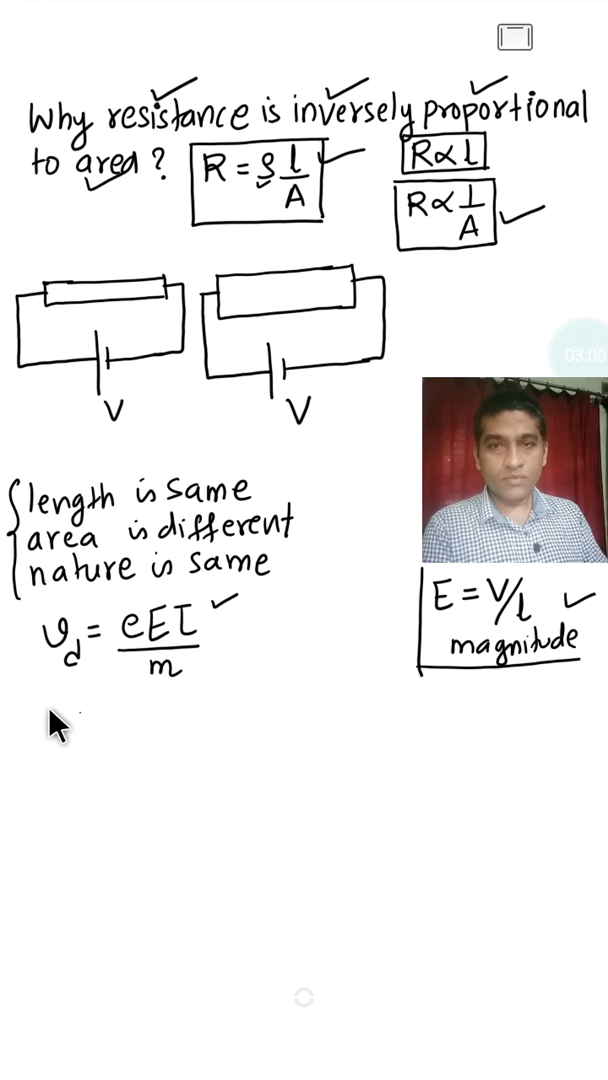 Why resistance is inversely proportional
to area?
R = ρ l/A
R ∝ l
R ∝ 1/A
V
V
03:00
length is same
area is different
nature is same
v_d = eEτ/m
E = V/l
magnitude